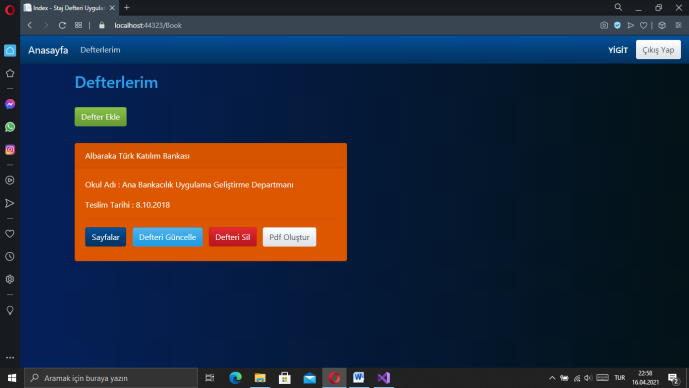 Index - Staj Defteri Uygula
localhost:44323/Book
Anasayfa Defterlerim YİGİT Çıkış Yap
Defterlerim
Defter Ekle
Albaraka Türk Katılım Bankası
Okul Adı : Ana Bankacılık Uygulama Geliştirme Departmanı
Teslim Tarihi : 8.10.2018
Sayfalar Defteri Güncelle Defteri Sil Pdf Oluştur
Aramak için buraya yazın
TUR
22:58
16.04.2021
2